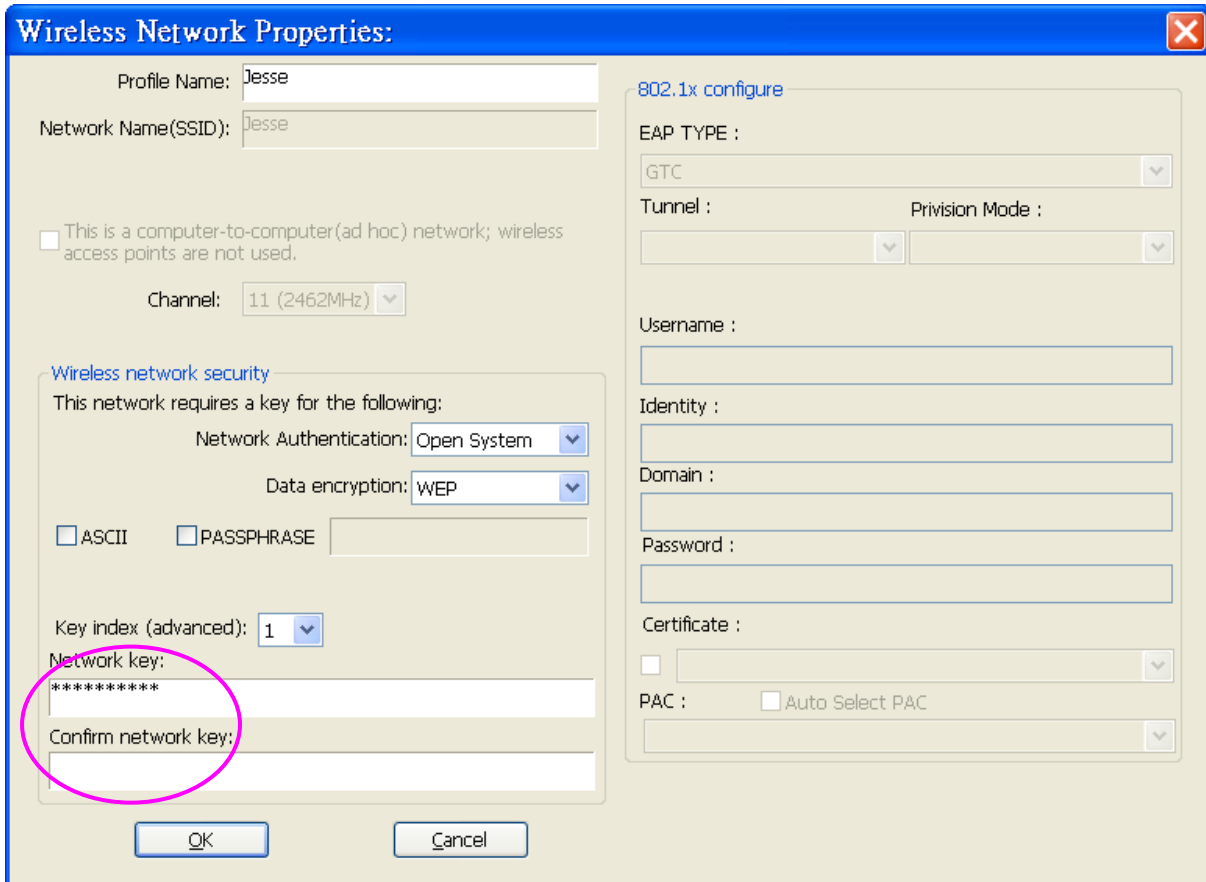 Wireless Network Properties:
Profile Name: Jesse
Network Name(SSID): Jesse
This is a computer-to-computer(ad hoc) network; wireless
access points are not used.
Channel: 11 (2462MHz)
Wireless network security
This network requires a key for the following:
Network Authentication: Open System
Data encryption: WEP
ASCII PASSPHRASE
Key index (advanced): 1
Network key:
**********
Confirm network key:
OK Cancel
802.1x configure
EAP TYPE :
GTC
Tunnel : Privision Mode :
Username :
Identity :
Domain :
Password :
Certificate :
PAC : Auto Select PAC